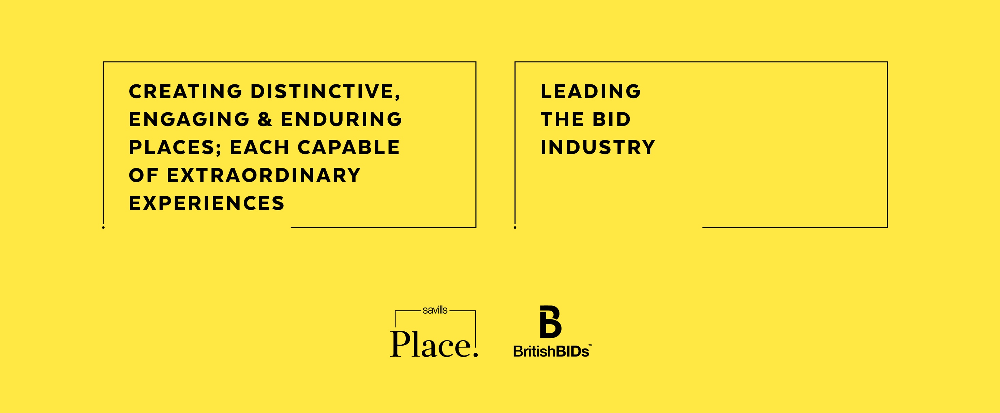 CREATING DISTINCTIVE,
ENGAGING & ENDURING
PLACES; EACH CAPABLE
OF EXTRAORDINARY
EXPERIENCES
LEADING
THE BID
INDUSTRY
savills
Place.
B
BritishBIDs™